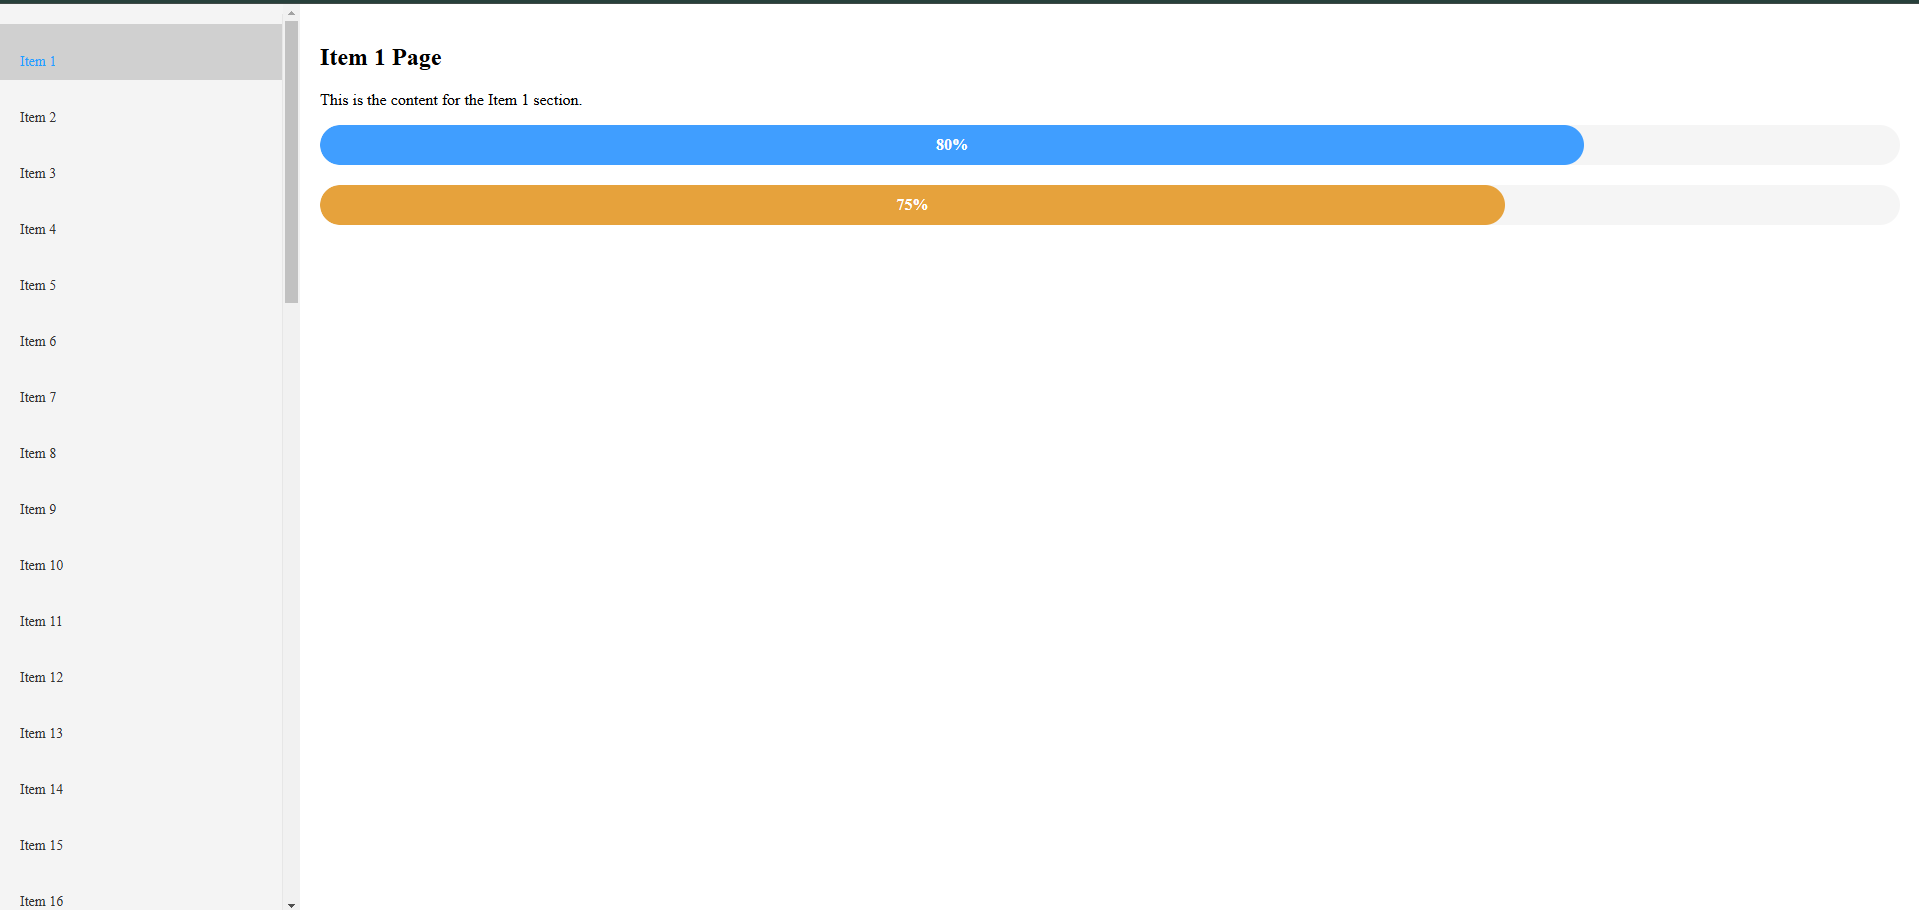 Item 1
Item 2
Item 3
Item 4
Item 5
Item 6
Item 7
Item 8
Item 9
Item 10
Item 11
Item 12
Item 13
Item 14
Item 15
Item 16
Item 1 Page
This is the content for the Item 1 section.
80%
75%